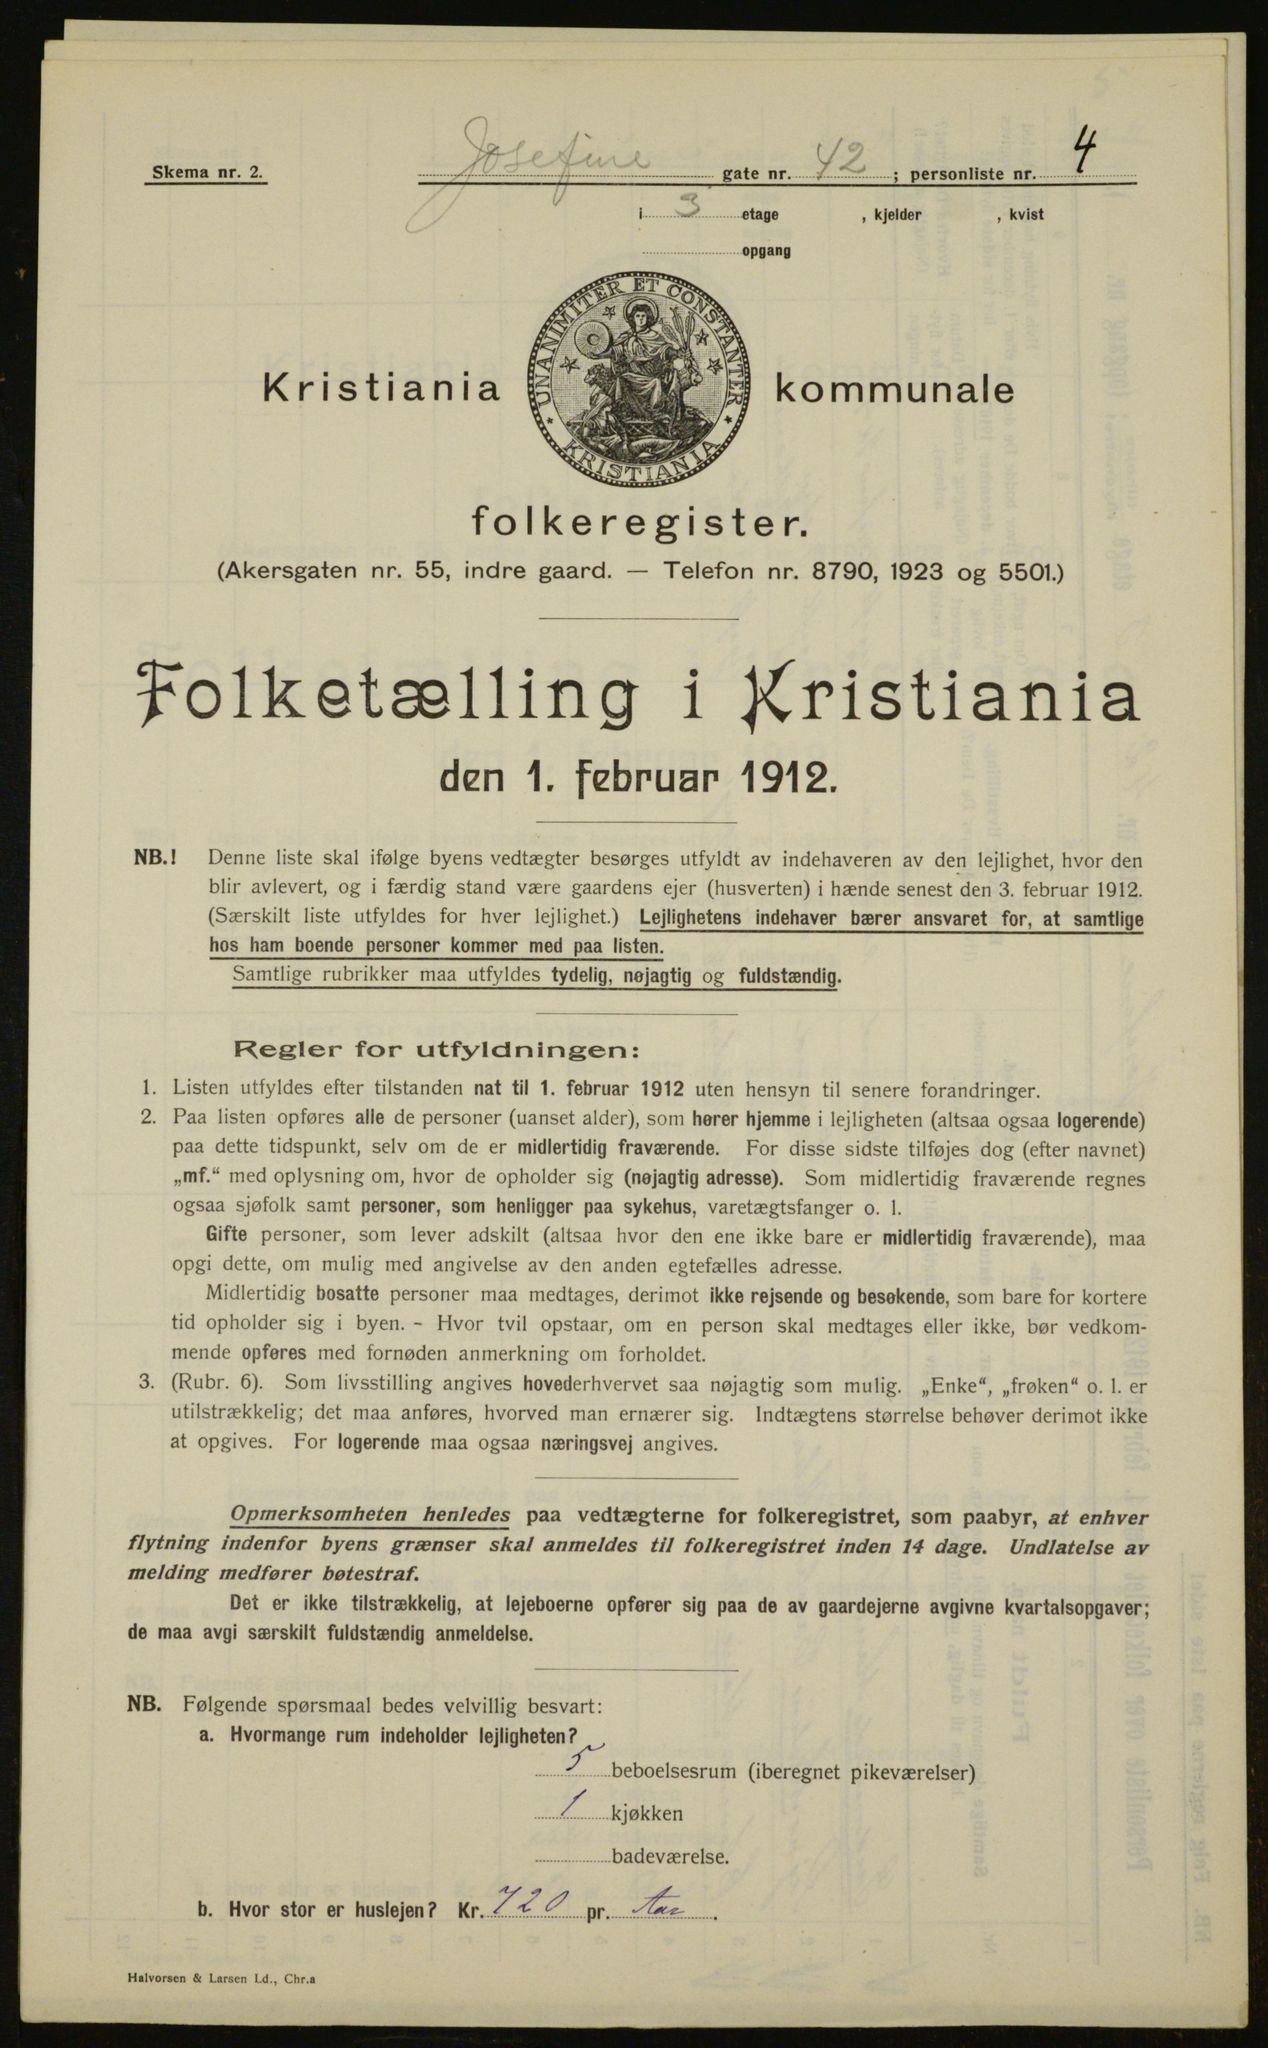 Skema nr. 2. Josefine gate nr. 42 ; personliste nr. 4
i 3 etage , kjelder , kvist
opgang
UNANIMITER ET CONSTANTER
KRISTIANIA
Kristiania kommunale
folkeregister.
(Akersgaten nr. 55, indre gaard. — Telefon nr. 8790, 1923 og 5501.)
Folketælling i Kristiania
den 1. februar 1912.
NB.! Denne liste skal ifølge byens vedtægter besørges utfyldt av indehaveren av den lejlighet, hvor den
blir avlevert, og i færdig stand være gaardens ejer (husverten) i hænde senest den 3. februar 1912.
(Særskilt liste utfyldes for hver lejlighet.) Lejlighetens indehaver bærer ansvaret for, at samtlige
hos ham boende personer kommer med paa listen.
Samtlige rubrikker maa utfyldes tydelig, nøjagtig og fuldstændig.
Regler for utfyldningen:
1. Listen utfyldes efter tilstanden nat til 1. februar 1912 uten hensyn til senere forandringer.
2. Paa listen opføres alle de personer (uanset alder), som hører hjemme i lejligheten (altsaa ogsaa logerende)
paa dette tidspunkt, selv om de er midlertidig fraværende. For disse sidste tilføjes dog (efter navnet)
„mf.“ med oplysning om, hvor de opholder sig (nøjagtig adresse). Som midlertidig fraværende regnes
ogsaa sjøfolk samt personer, som henligger paa sykehus, varetægtsfanger o. l.
Gifte personer, som lever adskilt (altsaa hvor den ene ikke bare er midlertidig fraværende), maa
opgi dette, om mulig med angivelse av den anden egtefælles adresse.
Midlertidig bosatte personer maa medtages, derimot ikke rejsende og besøkende, som bare for kortere
tid opholder sig i byen. - Hvor tvil opstaar, om en person skal medtages eller ikke, bør vedkom-
mende opføres med fornøden anmerkning om forholdet.
3. (Rubr. 6). Som livsstilling angives hovederhvervet saa nøjagtig som mulig. „Enke“, „frøken“ o. l. er
utilstrækkelig; det maa anføres, hvorved man ernærer sig. Indtægtens størrelse behøver derimot ikke
at opgives. For logerende maa ogsaa næringsvej angives.
Opmerksomheten henledes paa vedtægterne for folkeregistret, som paabyr, at enhver
flytning indenfor byens grænser skal anmeldes til folkeregistret inden 14 dage. Undlatelse av
melding medfører bøtestraf.
Det er ikke tilstrækkelig, at lejeboerne opfører sig paa de av gaardejerne avgivne kvartalsopgaver;
de maa avgi særskilt fuldstændig anmeldelse.
NB. Følgende spørsmaal bedes velvillig besvart:
a. Hvormange rum indeholder lejligheten?
5 beboelsesrum (iberegnet pikeværelser)
1 kjøkken
badeværelse.
b. Hvor stor er huslejen? Kr. 720 pr. Aar.
Halvorsen & Larsen Ld., Chr.a